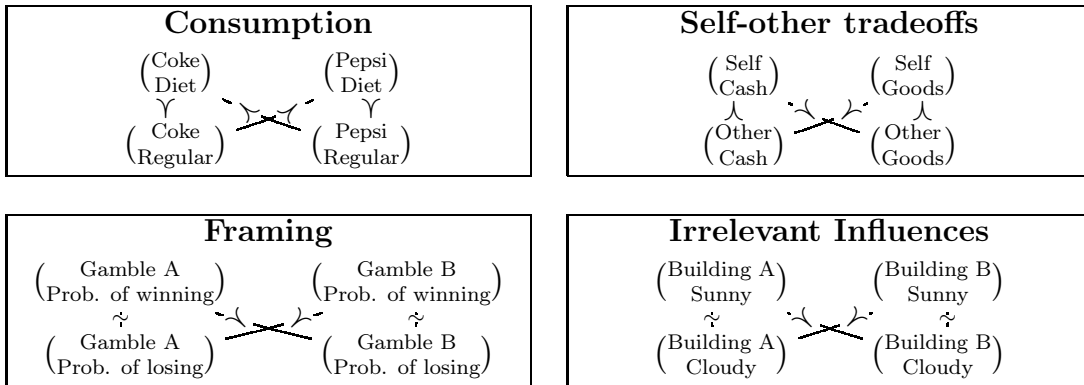 Consumption
Coke Pepsi
Diet Diet
Coke Pepsi
Regular Regular
Self-other tradeoffs
Self Self
Cash Goods
Other Other
Cash Goods
Framing
Gamble A Gamble B
Prob. of winning Prob. of winning
Gamble A Gamble B
Prob. of losing Prob. of losing
Irrelevant Influences
Building A Building B
Sunny Sunny
Building A Building B
Cloudy Cloudy